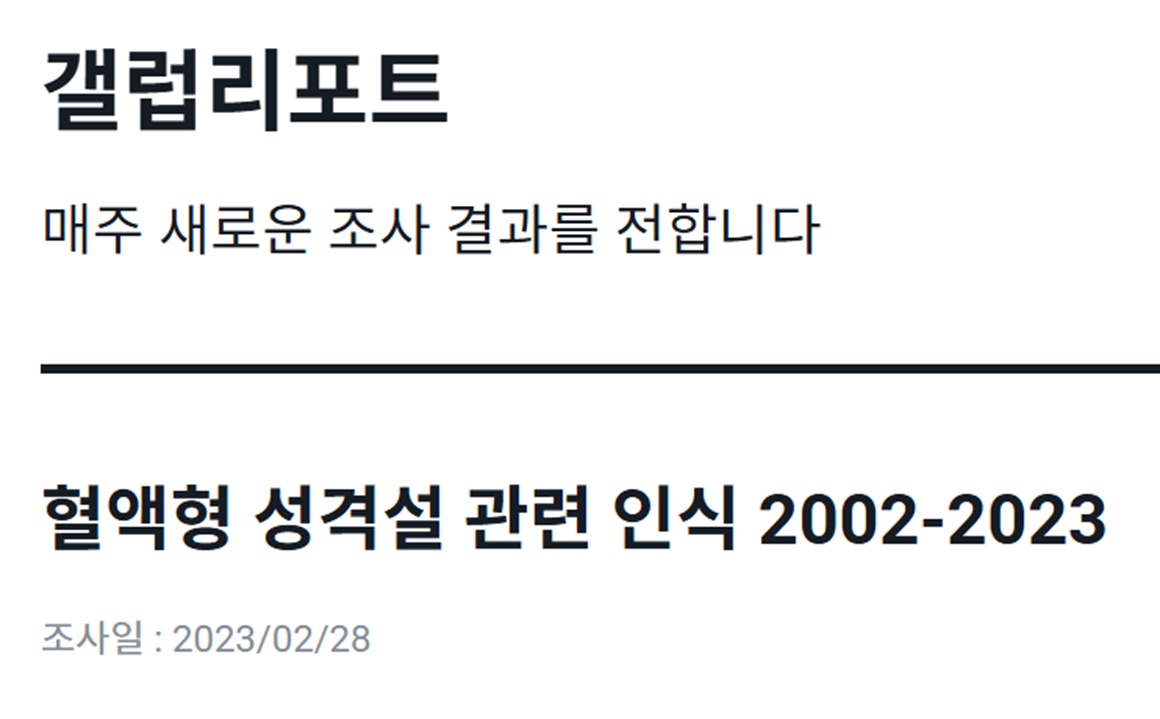 갤럽리포트
매주 새로운 조사 결과를 전합니다
혈액형 성격설 관련 인식 2002-2023
조사일 : 2023/02/28